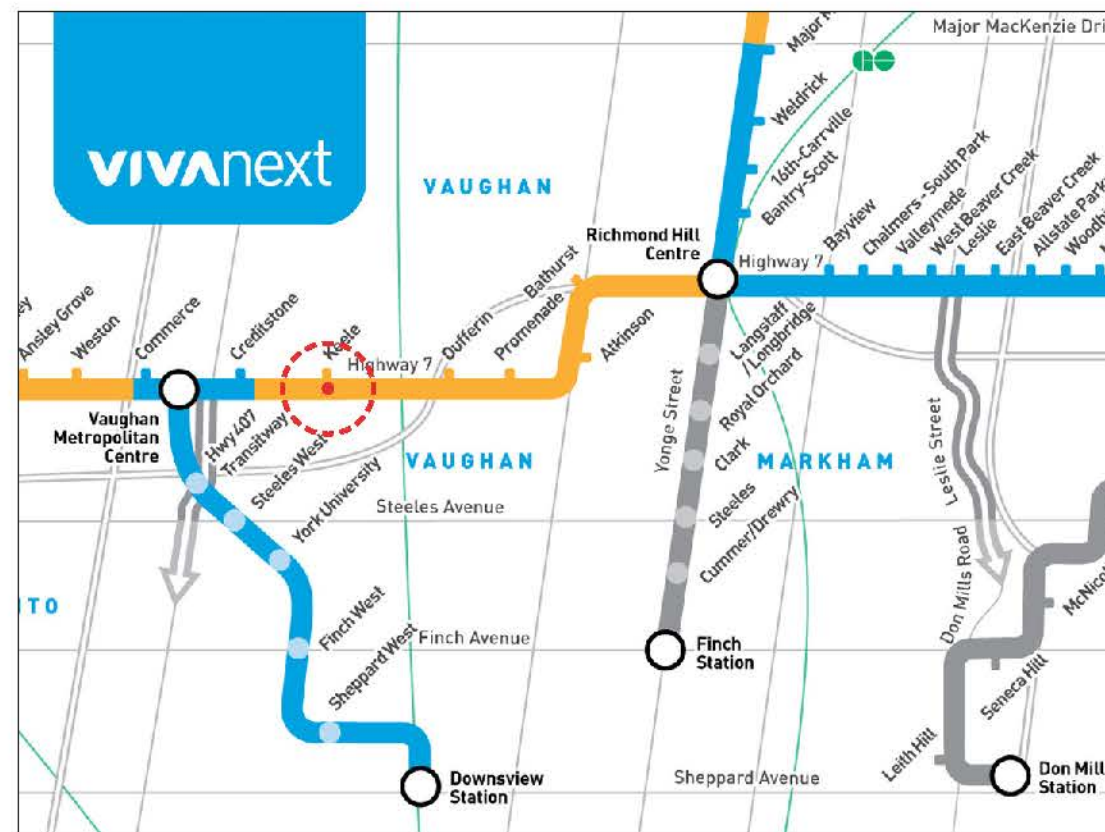 VIVAnext
Major MacKenzie Dri
Weldrick
16th-Carrville
Bantry-Scott
VAUGHAN
Richmond Hill
Centre
Highway 7
Bayview
Chalmers - South Park
Valleymede
West Beaver Creek
Leslie
East Beaver Creek
Allstate Park
Ansley Grove
Weston
Commerce
Creditstone
Keele
Highway 7
Dufferin
Promenade
Bathurst
Atkinson
Langstaff
/ Longbridge
Royal Orchard
Clark
Steeles
Cummer/Drewry
Yonge Street
Vaughan
Metropolitan
Centre
Hwy 407
Transitway
Steeles West
York University
VAUGHAN
MARKHAM
Leslie Street
Steeles Avenue
Don Mills Road
ITO
Finch West
Sheppard West
Finch Avenue
Finch
Station
McNico
Seneca Hill
Leith Hill
Downsview
Station
Sheppard Avenue
Don Mill
Station